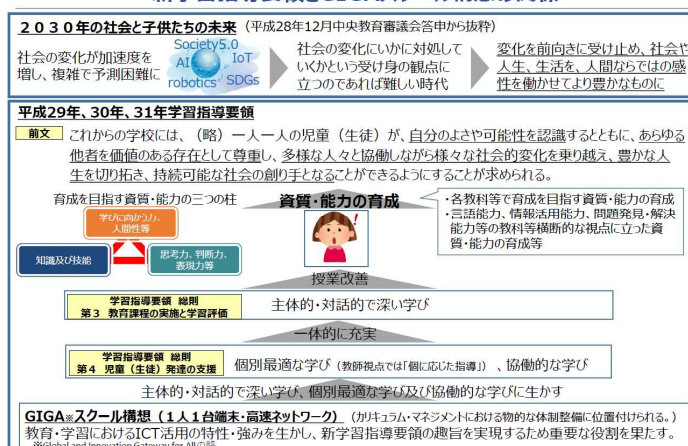 ２０３０年の社会と子供たちの未来（平成28年12月中央教育審議会答申から抜粋）
社会の変化が加速度を
増し、複雑で予測困難に
Society5.0
AI IoT
robotics SDGs
社会の変化にいかに対処して
いくかという受け身の観点に
立つのであれば難しい時代
変化を前向きに受け止め、社会や
人生、生活を、人間ならではの感
性を働かせてより豊かなものに
平成29年、30年、31年学習指導要領
前文 これからの学校には、（略）一人一人の児童（生徒）が、自分のよさや可能性を認識するとともに、あらゆる
他者を価値のある存在として尊重し、多様な人々と協働しながら様々な社会的変化を乗り越え、豊かな人
生を切り拓き、持続可能な社会の創り手となることができるようにすることが求められる。
育成を目指す資質・能力の三つの柱
学びに向かう力、
人間性等
知識及び技能
思考力、判断力、
表現力等
資質・能力の育成
・各教科等で育成を目指す資質・能力の育成
・言語能力、情報活用能力、問題発見・解決
能力等の教科等横断的な視点に立った資
質・能力の育成等
授業改善
学習指導要領 総則
第３ 教育課程の実施と学習評価
主体的・対話的で深い学び
一体的に充実
学習指導要領 総則
第４ 児童（生徒）発達の支援
個別最適な学び（教師視点では「個に応じた指導」）、協働的な学び
主体的・対話的で深い学び、個別最適な学び及び協働的な学びに生かす
GIGA※スクール構想（１人１台端末・高速ネットワーク）（カリキュラム・マネジメントにおける物的な体制整備に位置付けられる。）
教育・学習におけるICT活用の特性・強みを生かし、新学習指導要領の趣旨を実現するため重要な役割を果たす。
※Global and Innovation Gateway for Allの略